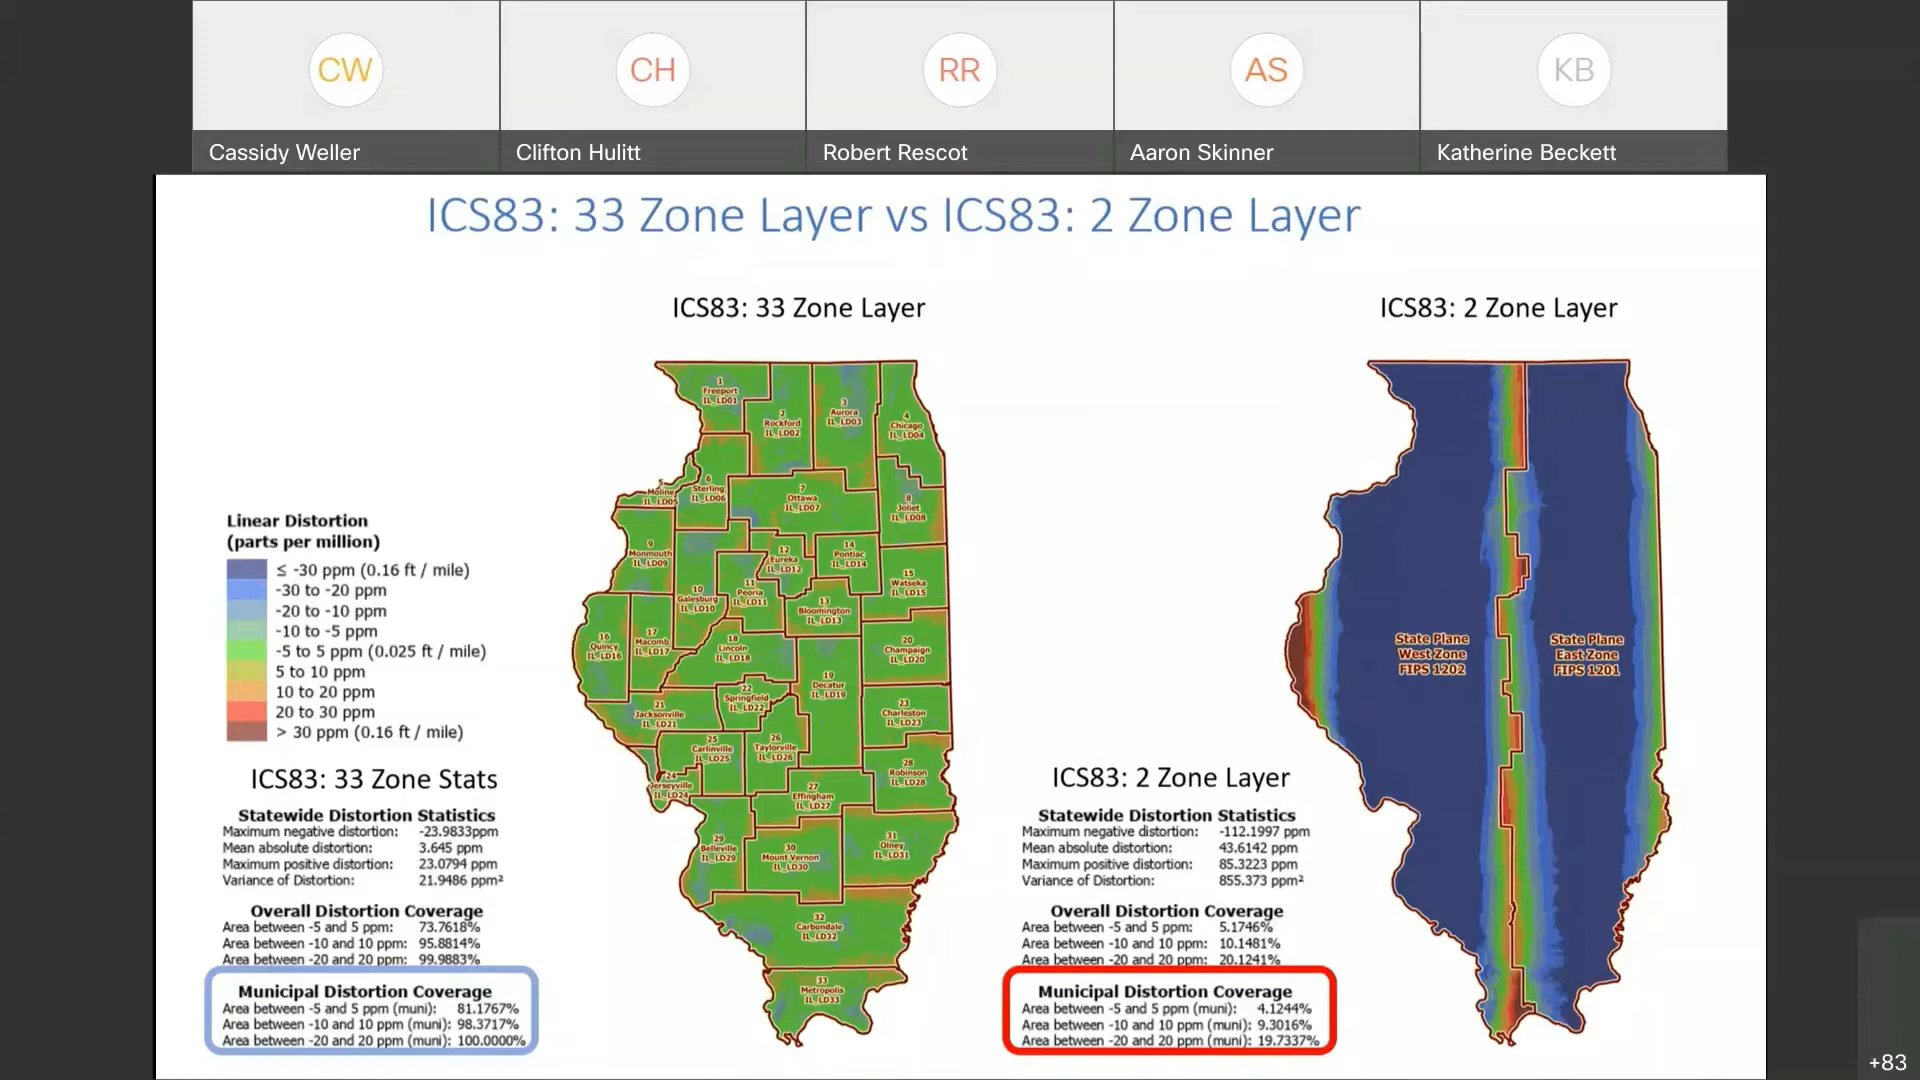 CW
CH
RR
AS
KB
Cassidy Weller
Clifton Hulitt
Robert Rescot
Aaron Skinner
Katherine Beckett
ICS83: 33 Zone Layer vs ICS83: 2 Zone Layer
ICS83: 33 Zone Layer
ICS83: 2 Zone Layer
Linear Distortion
(parts per million)
≤ -30 ppm (0.16 ft / mile)
-30 to -20 ppm
-20 to -10 ppm
-10 to -5 ppm
-5 to 5 ppm (0.025 ft / mile)
5 to 10 ppm
10 to 20 ppm
20 to 30 ppm
> 30 ppm (0.16 ft / mile)
ICS83: 33 Zone Stats
Statewide Distortion Statistics
Maximum negative distortion: -23.9833ppm
Mean absolute distortion: 3.645 ppm
Maximum positive distortion: 23.0794 ppm
Variance of Distortion: 21.9486 ppm²
Overall Distortion Coverage
Area between -5 and 5 ppm: 73.7618%
Area between -10 and 10 ppm: 95.8814%
Area between -20 and 20 ppm: 99.9883%
Municipal Distortion Coverage
Area between -5 and 5 ppm (muni): 81.1767%
Area between -10 and 10 ppm (muni): 98.3717%
Area between -20 and 20 ppm (muni): 100.0000%
1
Freeport
IL_LD01
2
Rockford
IL_LD02
3
Aurora
IL_LD03
4
Chicago
IL_LD04
5
Moline
IL_LD05
6
Sterling
IL_LD06
7
Ottawa
IL_LD07
8
Joliet
IL_LD08
9
Monmouth
IL_LD09
10
Galesburg
IL_LD10
11
Peoria
IL_LD11
12
Eureka
IL_LD12
13
Bloomington
IL_LD13
14
Pontiac
IL_LD14
15
Watseka
IL_LD15
16
Quincy
IL_LD16
17
Macomb
IL_LD17
18
Lincoln
IL_LD18
19
Decatur
IL_LD19
20
Champaign
IL_LD20
21
Jacksonville
IL_LD21
22
Springfield
IL_LD22
23
Charleston
IL_LD23
24
Jerseyville
IL_LD24
25
Carlinville
IL_LD25
26
Taylorville
IL_LD26
27
Effingham
IL_LD27
28
Robinson
IL_LD28
29
Belleville
IL_LD29
30
Mount Vernon
IL_LD30
31
Olney
IL_LD31
32
Carbondale
IL_LD32
33
Metropolis
IL_LD33
ICS83: 2 Zone Layer
Statewide Distortion Statistics
Maximum negative distortion: -112.1997 ppm
Mean absolute distortion: 43.6142 ppm
Maximum positive distortion: 85.3223 ppm
Variance of Distortion: 855.373 ppm²
Overall Distortion Coverage
Area between -5 and 5 ppm: 5.1746%
Area between -10 and 10 ppm: 10.1481%
Area between -20 and 20 ppm: 20.1241%
Municipal Distortion Coverage
Area between -5 and 5 ppm (muni): 4.1244%
Area between -10 and 10 ppm (muni): 9.3016%
Area between -20 and 20 ppm (muni): 19.7337%
State Plane
West Zone
FIPS 1202
State Plane
East Zone
FIPS 1201
+83